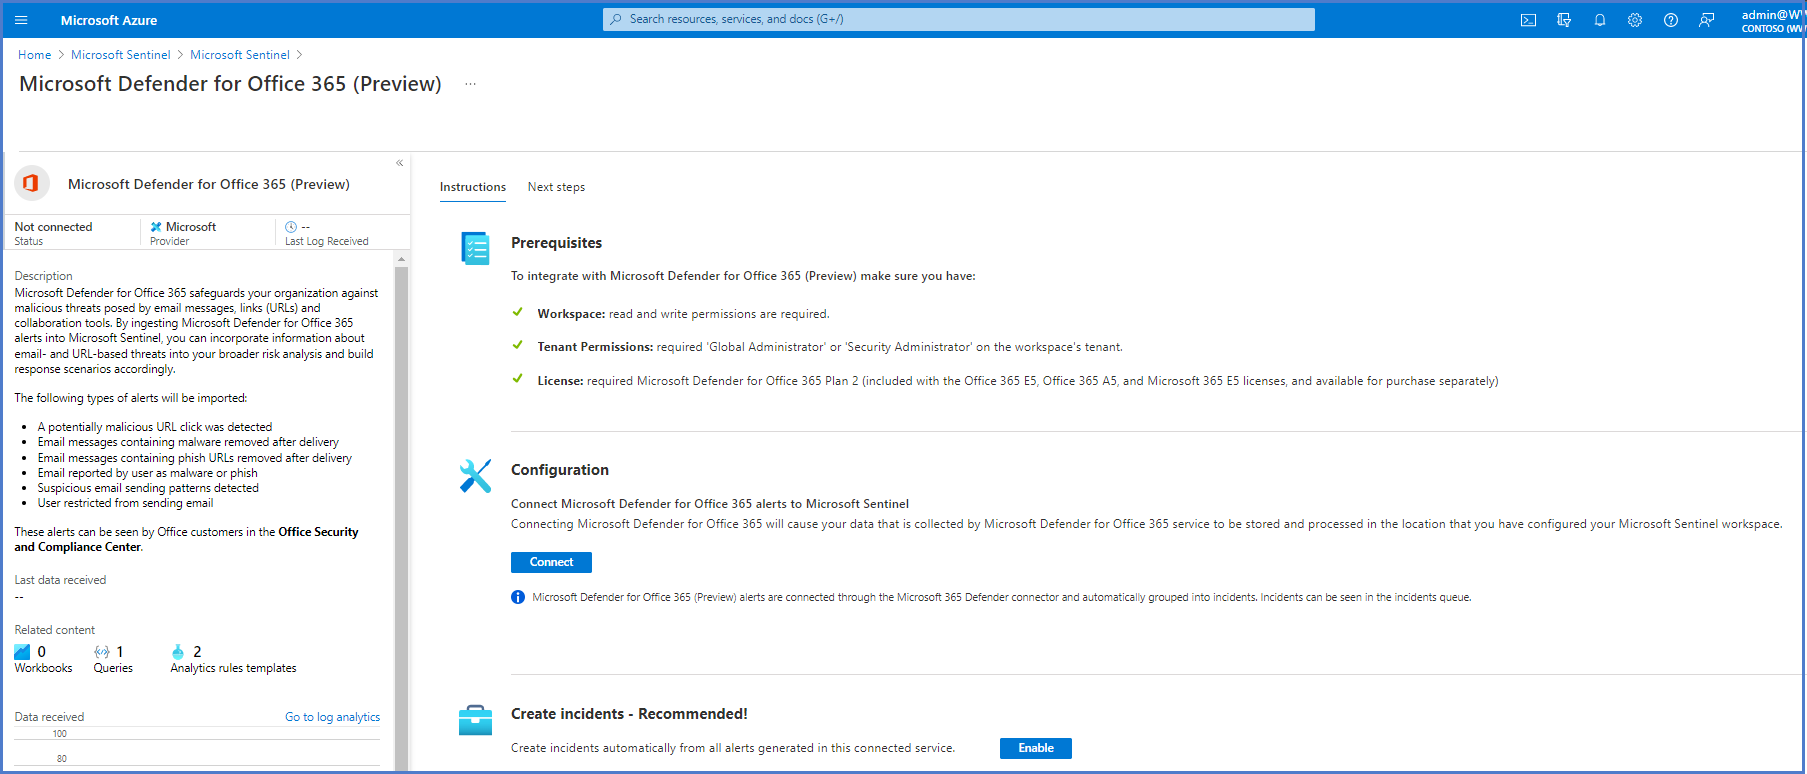 Microsoft Azure
Search resources, services, and docs (G+/)
admin@WW
CONTOSO (WW
Home > Microsoft Sentinel > Microsoft Sentinel >
Microsoft Defender for Office 365 (Preview) ...
«
Microsoft Defender for Office 365 (Preview)
Not connected
Status
Microsoft
Provider
--
Last Log Received
Description
Microsoft Defender for Office 365 safeguards your organization against
malicious threats posed by email messages, links (URLs) and
collaboration tools. By ingesting Microsoft Defender for Office 365
alerts into Microsoft Sentinel, you can incorporate information about
email- and URL-based threats into your broader risk analysis and build
response scenarios accordingly.
The following types of alerts will be imported:
• A potentially malicious URL click was detected
• Email messages containing malware removed after delivery
• Email messages containing phish URLs removed after delivery
• Email reported by user as malware or phish
• Suspicious email sending patterns detected
• User restricted from sending email
These alerts can be seen by Office customers in the Office Security
and Compliance Center.
Last data received
--
Related content
0
Workbooks
1
Queries
2
Analytics rules templates
Data received
Go to log analytics
100
80
Instructions
Next steps
Prerequisites
To integrate with Microsoft Defender for Office 365 (Preview) make sure you have:
Workspace: read and write permissions are required.
Tenant Permissions: required 'Global Administrator' or 'Security Administrator' on the workspace's tenant.
License: required Microsoft Defender for Office 365 Plan 2 (included with the Office 365 E5, Office 365 A5, and Microsoft 365 E5 licenses, and available for purchase separately)
Configuration
Connect Microsoft Defender for Office 365 alerts to Microsoft Sentinel
Connecting Microsoft Defender for Office 365 will cause your data that is collected by Microsoft Defender for Office 365 service to be stored and processed in the location that you have configured your Microsoft Sentinel workspace.
Connect
Microsoft Defender for Office 365 (Preview) alerts are connected through the Microsoft 365 Defender connector and automatically grouped into incidents. Incidents can be seen in the incidents queue.
Create incidents - Recommended!
Create incidents automatically from all alerts generated in this connected service.
Enable